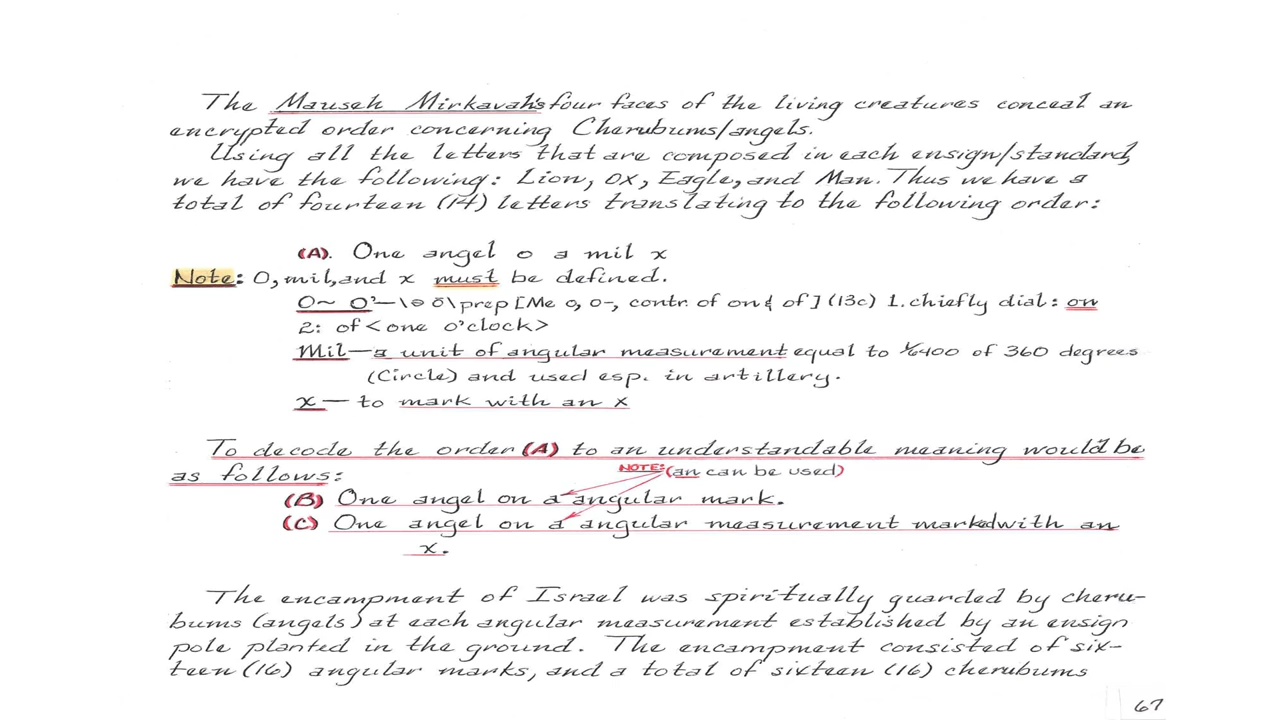 The Mauseh Mirkavah's four faces of the living creatures conceal an
encrypted order concerning Cherubums/angels.
Using all the letters that are composed in each ensign/standard,
we have the following: Lion, Ox, Eagle, and Man. Thus we have a
total of fourteen (14) letters translating to the following order:
(A). One angel o a mil x
Note: O, mil, and x must be defined.
O~ O'—\ə ō\prep [Me o, o-, contr. of on & of] (13c) 1. chiefly dial: on
2: of <one o'clock>
Mil—a unit of angular measurement equal to 1/6400 of 360 degrees
(Circle) and used esp. in artillery.
x — to mark with an x
To decode the order (A) to an understandable meaning would be
as follows:
NOTE: (an can be used)
(B) One angel on a angular mark.
(C) One angel on a angular measurement marked with an
x.
The encampment of Israel was spiritually guarded by cheru-
bums (angels) at each angular measurement established by an ensign
pole planted in the ground. The encampment consisted of six-
teen (16) angular marks, and a total of sixteen (16) cherubums
67